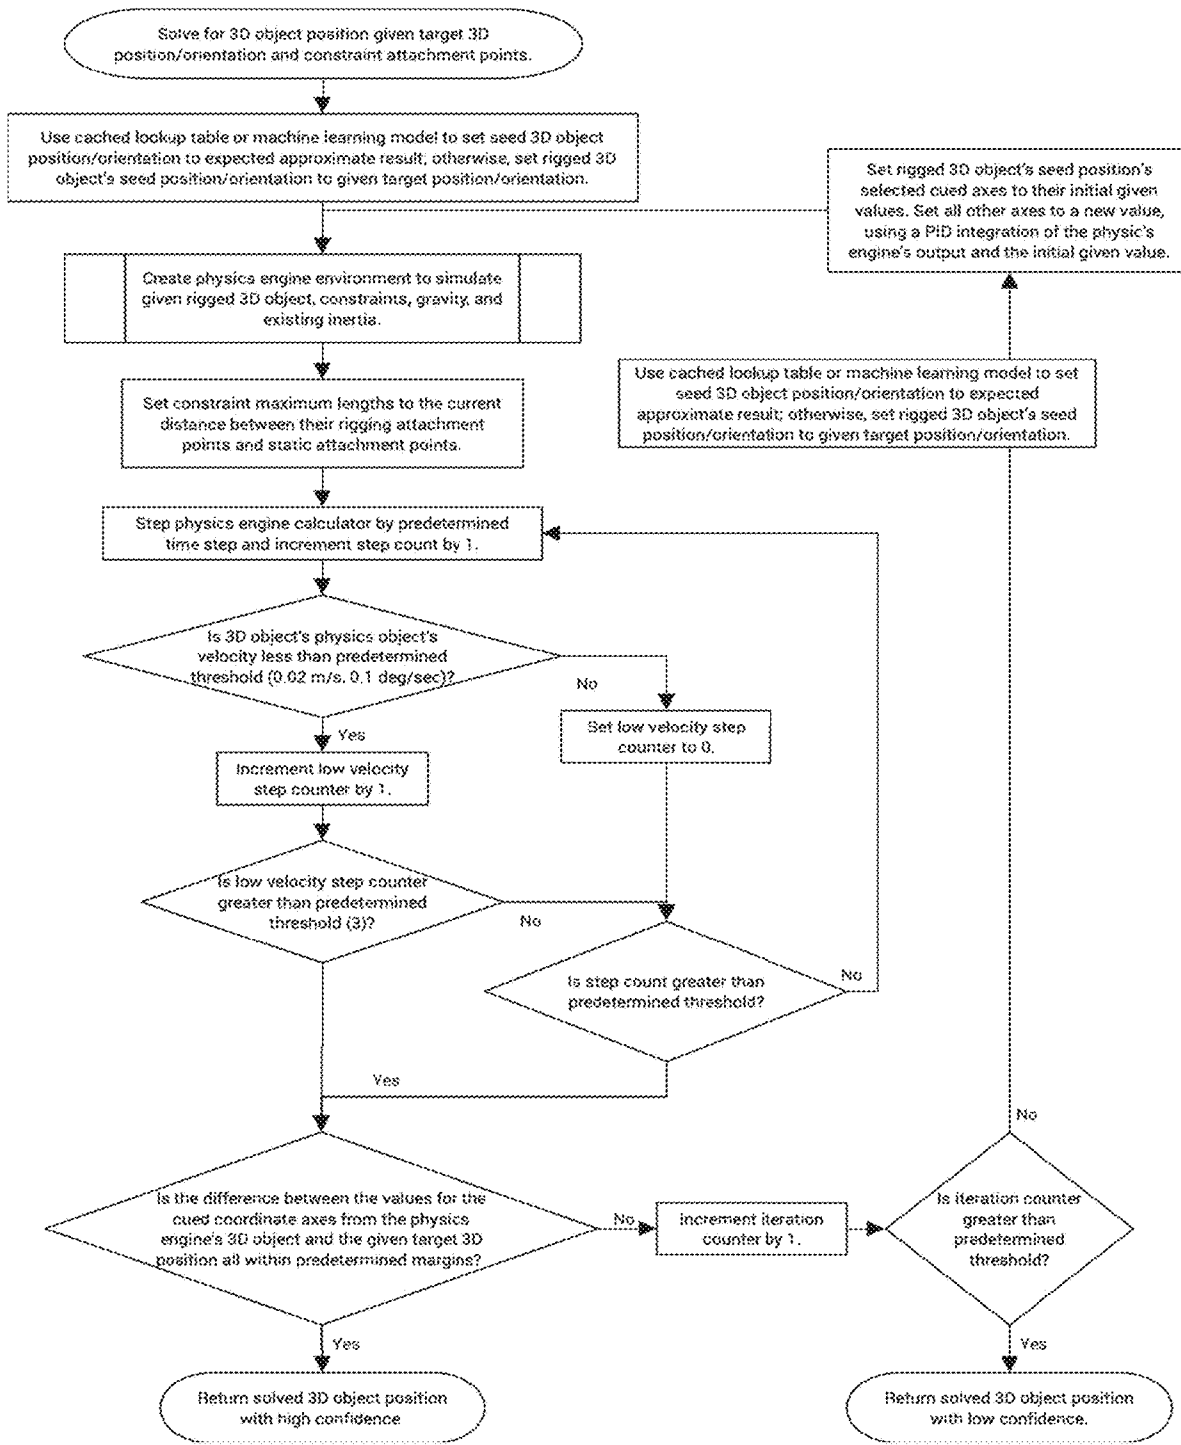 Solve for 3D object position given target 3D
position/orientation and constraint attachment points.
Use cached lookup table or machine learning model to set seed 3D object
position/orientation to expected approximate result; otherwise, set rigged 3D
object's seed position/orientation to given target position/orientation.
Set rigged 3D object's seed position's
selected cued axes to their initial given
values. Set all other axes to a new value,
using a PID integration of the physic's
engine's output and the initial given value.
Create physics engine environment to simulate
given rigged 3D object, constraints, gravity, and
existing inertia.
Use cached lookup table or machine learning model to set
seed 3D object position/orientation to expected
approximate result; otherwise, set rigged 3D object's seed
position/orientation to given target position/orientation.
Set constraint maximum lengths to the current
distance between their rigging attachment
points and static attachment points.
Step physics engine calculator by predetermined
time step and increment step count by 1.
Is 3D object's physics object's
velocity less than predetermined
threshold (0.02 m/s, 0.1 deg/sec)?
No
Set low velocity step
counter to 0.
Yes
Increment low velocity
step counter by 1.
Is low velocity step counter
greater than predetermined
threshold (3)?
No
Is step count greater than
predetermined threshold?
No
Yes
Is the difference between the values for the
cued coordinate axes from the physics
engine's 3D object and the given target 3D
position all within predetermined margins?
No
Increment iteration
counter by 1.
Is iteration counter
greater than
predetermined
threshold?
No
Yes
Return solved 3D object position
with high confidence
Yes
Return solved 3D object position
with low confidence.